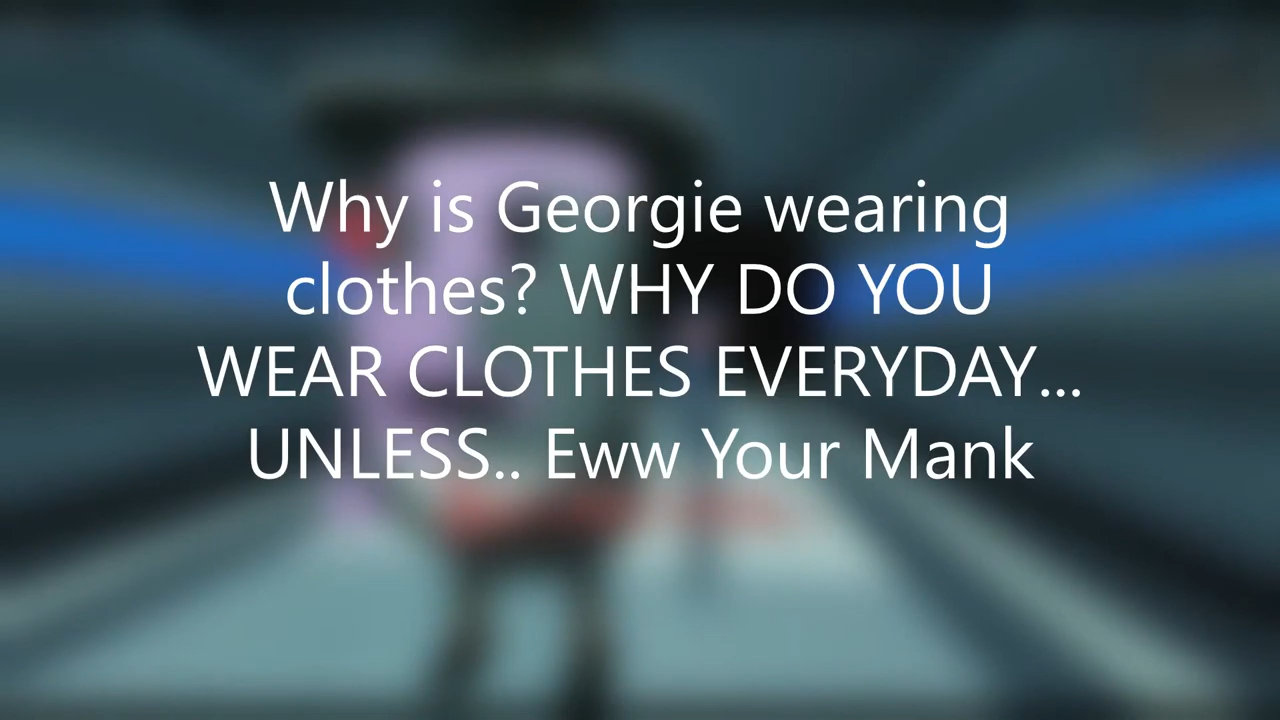 Why is Georgie wearing
clothes? WHY DO YOU
WEAR CLOTHES EVERYDAY...
UNLESS.. Eww Your Mank